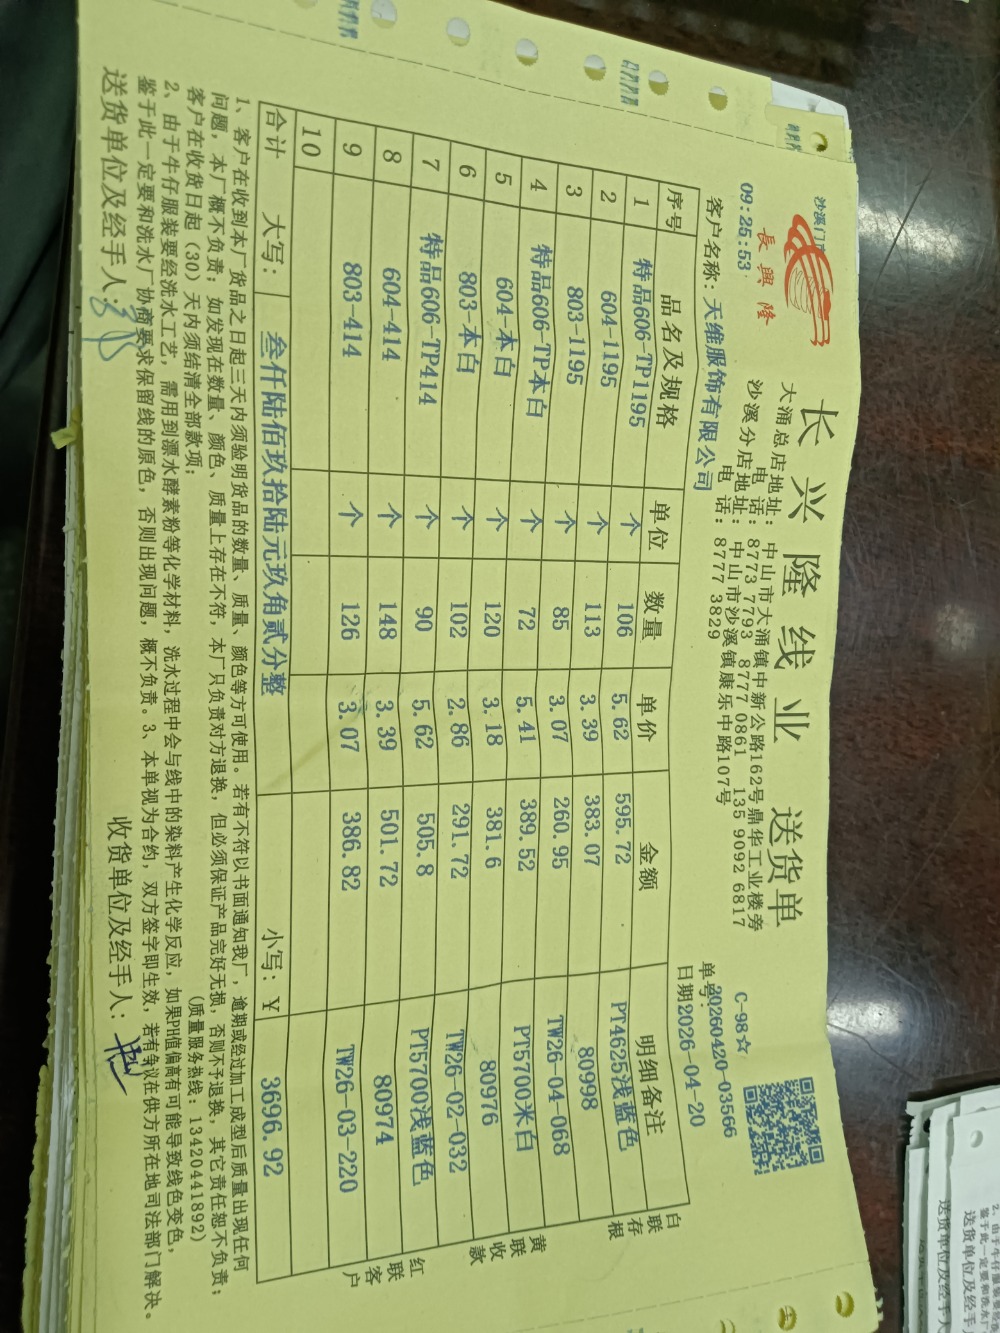 长兴隆线业 送货单
沙溪门市
長興隆
C-98☆
大涌总店地址：中山市大涌镇中新公路162号鼎华工业楼旁
电 话：8773 7793 8777 0861 135 9092 6817
沙溪分店地址：中山市沙溪镇康乐中路107号
电 话：8777 3829
09:25:53
单号：20260420-03566
客户名称：天维服饰有限公司
日期2026-04-20
序号 品名及规格 单位 数量 单价 金额 明细备注
1 特品606-TP1195 个 106 5.62 595.72 PT4625浅蓝色
2 604-1195 个 113 3.39 383.07 80998
3 803-1195 个 85 3.07 260.95 TW26-04-068
4 特品606-TP本白 个 72 5.41 389.52 PT5700米白
5 604-本白 个 120 3.18 381.6 80976
6 803-本白 个 102 2.86 291.72 TW26-02-032
7 特品606-TP414 个 90 5.62 505.8 PT5700浅蓝色
8 604-414 个 148 3.39 501.72 80974
9 803-414 个 126 3.07 386.82 TW26-03-220
10
合计 大写：叁仟陆佰玖拾陆元玖角贰分整 小写：¥ 3696.92
白联存根
黄联收款
红联客户
1、客户在收到本厂货品之日起三天内须验明货品的数量、质量、颜色等方可使用。若有不符以书面通知我厂，逾期或经过加工成型后质量出现任何
问题，本厂概不负责；如发现在数量、颜色、质量上存在不符，本厂只负责对方退换，但必须保证产品完好无损，否则不予退换，其它责任恕不负责；
客户在收货日起（30）天内须结清全部款项； （质量服务热线：13420441892）
2、由于牛仔服装要经洗水工艺，需用到漂水酵素粉等化学材料，洗水过程中会与线中的染料产生化学反应，如果PH值偏高有可能导致线色变色，
鉴于此一定要和洗水厂协商要求保留线的原色，否则出现问题，概不负责。3、本单视为合约，双方签字即生效，若有争议在供方所在地司法部门解决。
送货单位及经手人： 收货单位及经手人：
送货单位及经手人